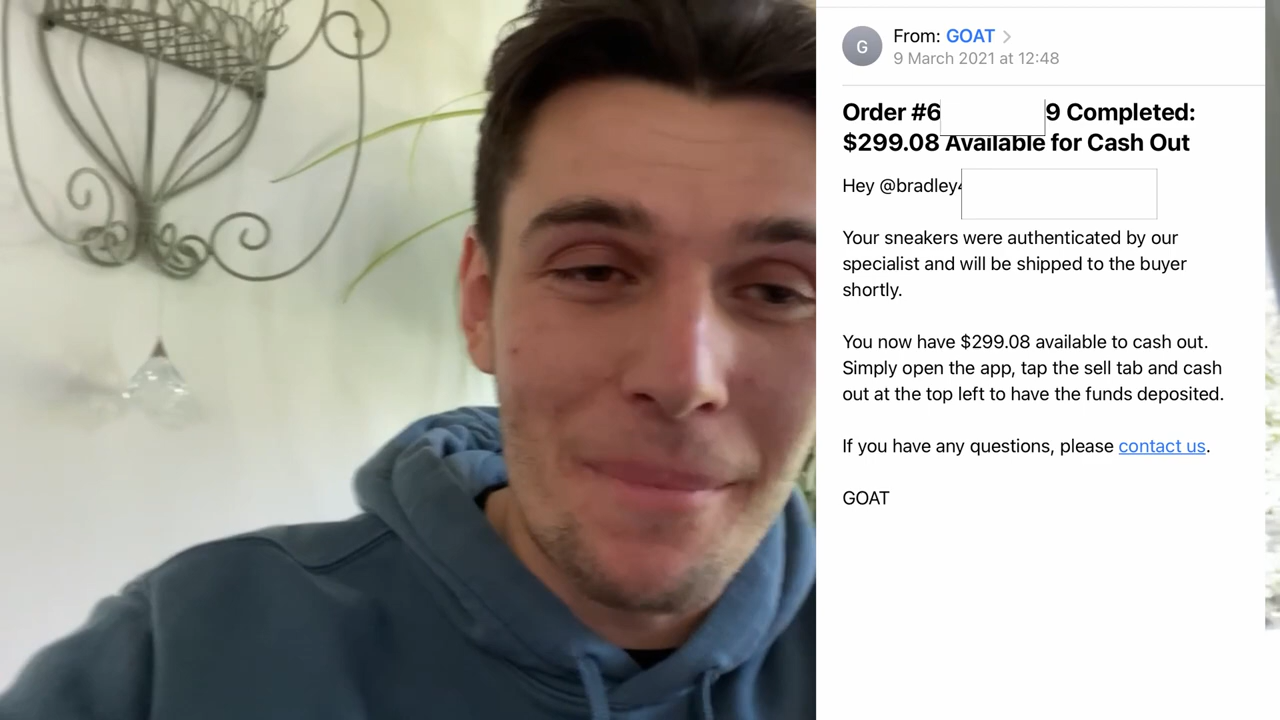 G
From: GOAT
9 March 2021 at 12:48
Order #6 9 Completed:
$299.08 Available for Cash Out
Hey @bradley
Your sneakers were authenticated by our
specialist and will be shipped to the buyer
shortly.
You now have $299.08 available to cash out.
Simply open the app, tap the sell tab and cash
out at the top left to have the funds deposited.
If you have any questions, please contact us.
GOAT